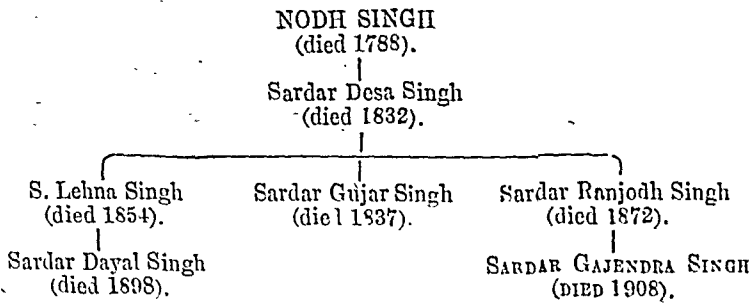 NODH SINGH
(died 1788).
Sardar Desa Singh
(died 1832).
S. Lehna Singh Sardar Gujar Singh Sardar Ranjodh Singh
(died 1854). (died 1837). (died 1872).
Sardar Dayal Singh SARDAR GAJENDRA SINGH
(died 1898). (DIED 1908).